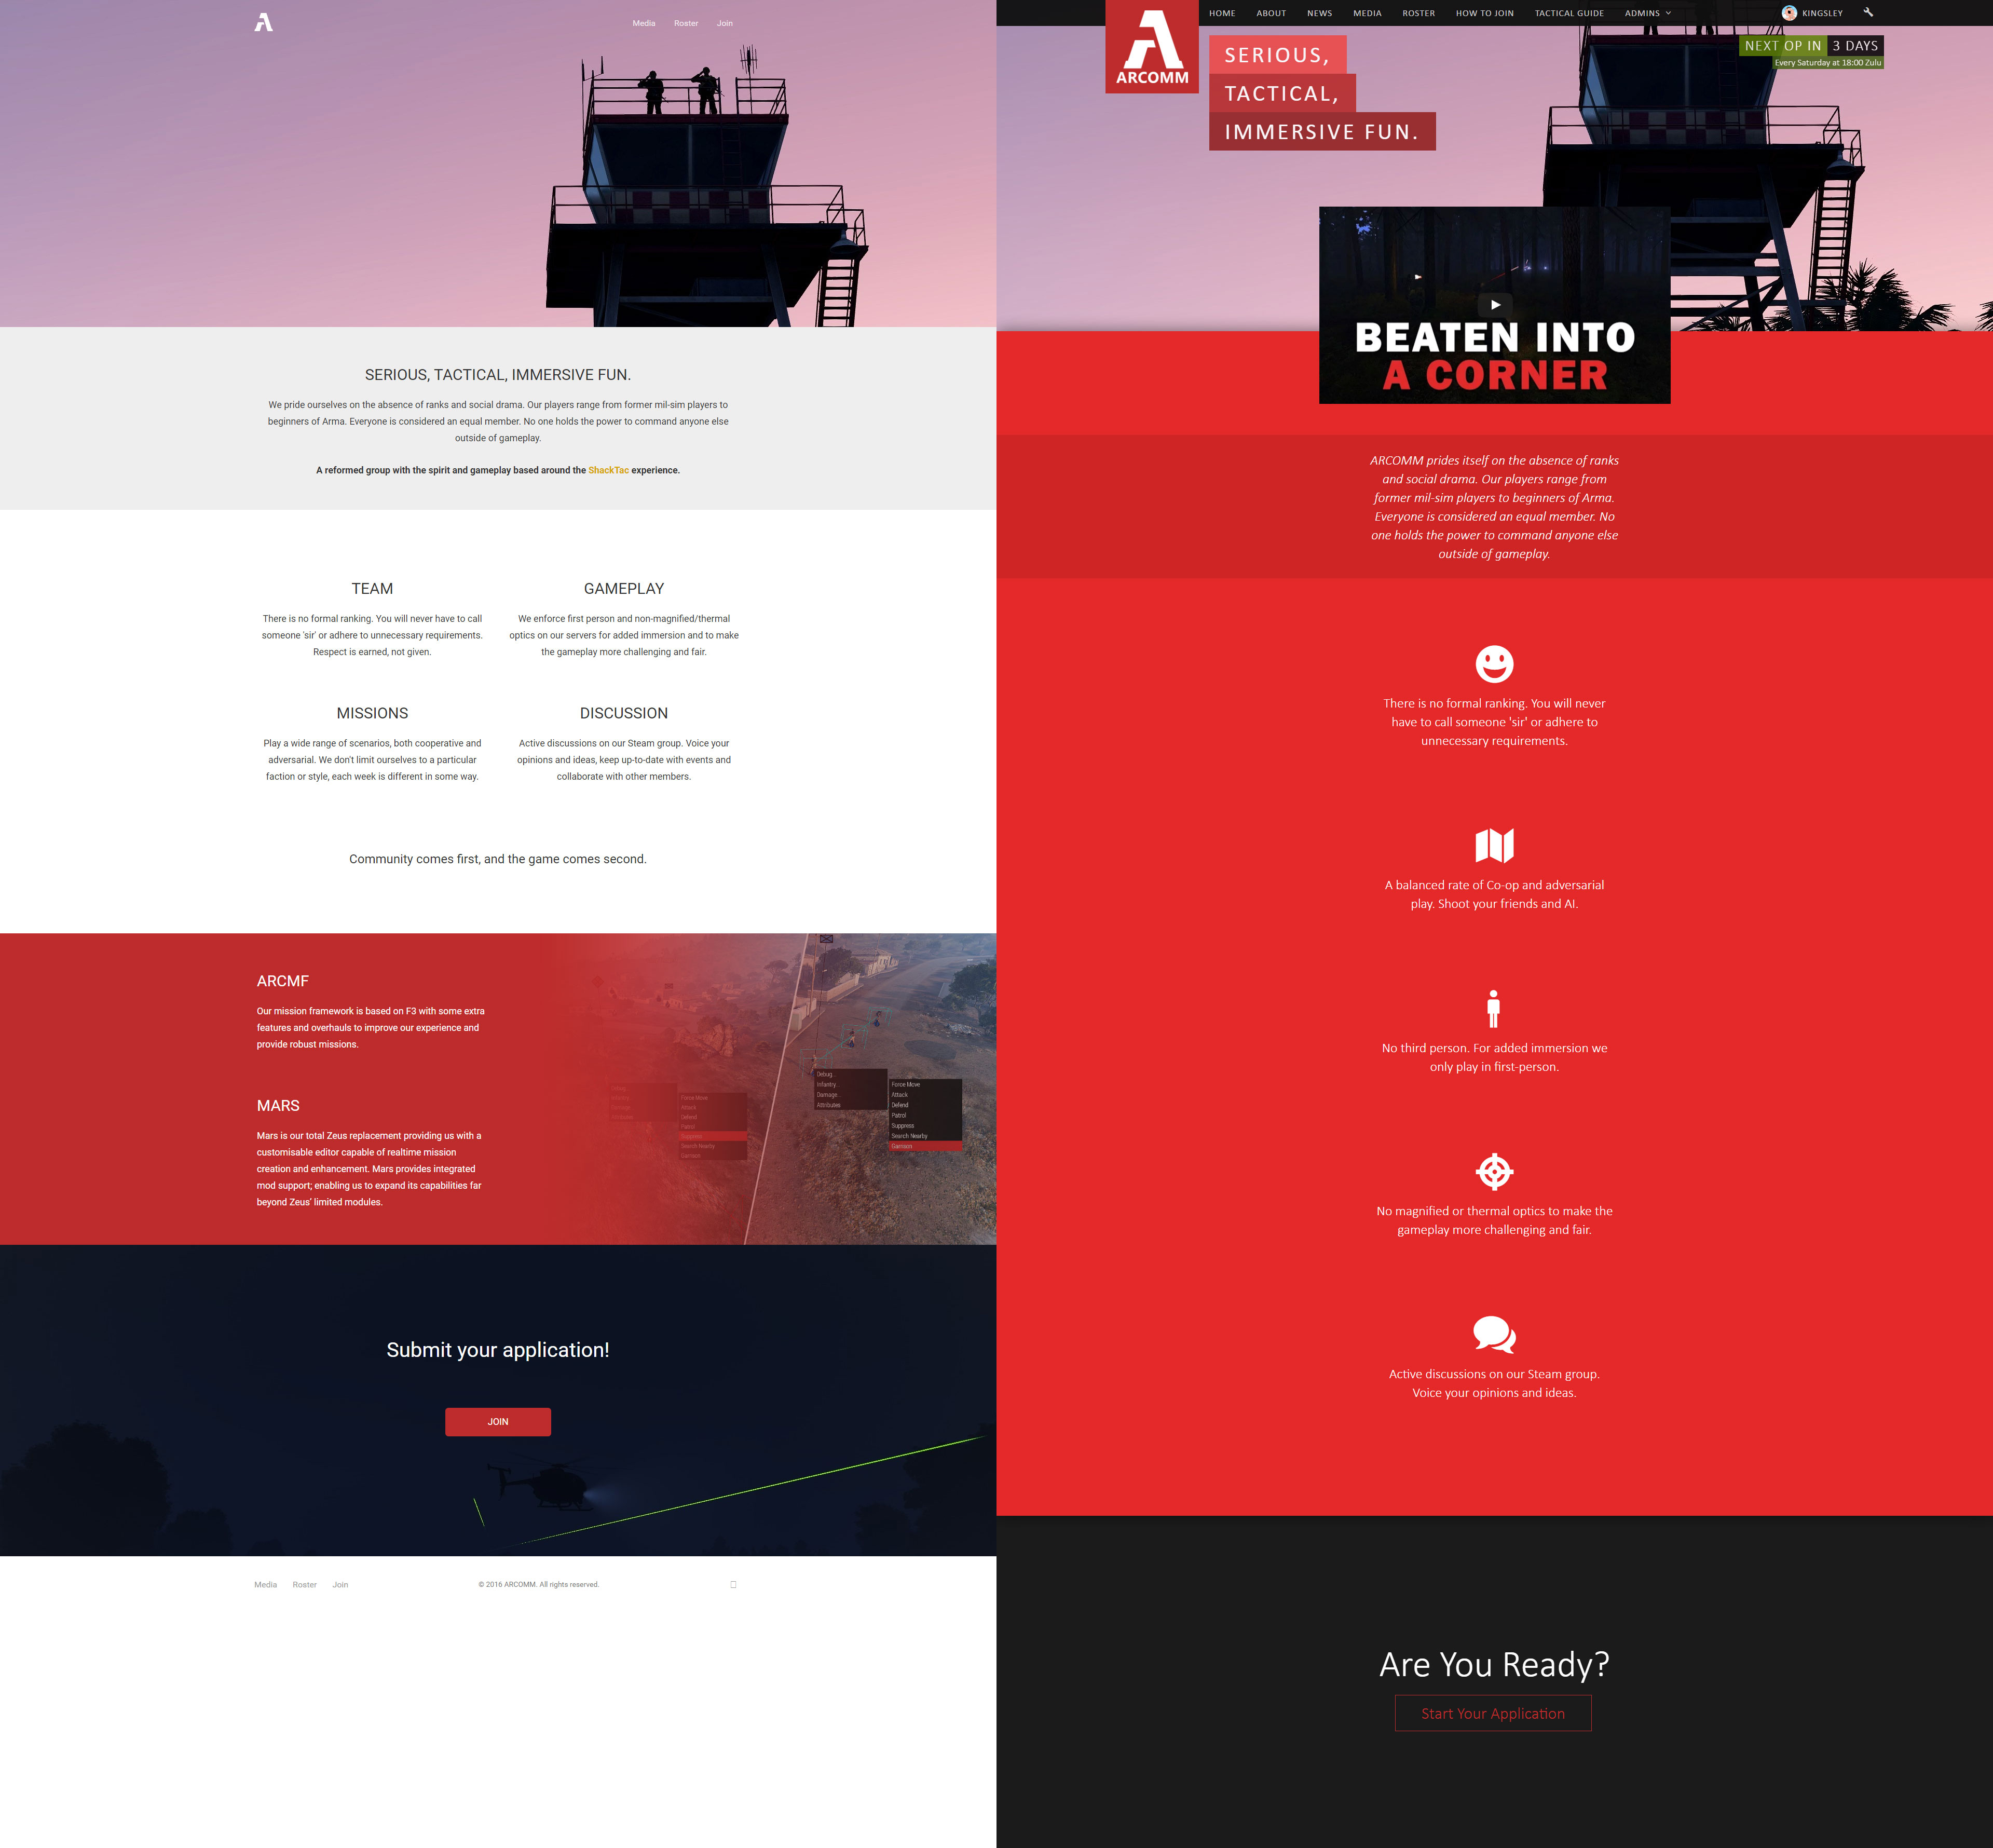 Media Roster Join
SERIOUS, TACTICAL, IMMERSIVE FUN.
We pride ourselves on the absence of ranks and social drama. Our players range from former mil-sim players to
beginners of Arma. Everyone is considered an equal member. No one holds the power to command anyone else
outside of gameplay.
A reformed group with the spirit and gameplay based around the ShackTac experience.
TEAM
There is no formal ranking. You will never have to call
someone 'sir' or adhere to unnecessary requirements.
Respect is earned, not given.
GAMEPLAY
We enforce first person and non-magnified/thermal
optics on our servers for added immersion and to make
the gameplay more challenging and fair.
MISSIONS
Play a wide range of scenarios, both cooperative and
adversarial. We don't limit ourselves to a particular
faction or style, each week is different in some way.
DISCUSSION
Active discussions on our Steam group. Voice your
opinions and ideas, keep up-to-date with events and
collaborate with other members.
Community comes first, and the game comes second.
ARCMF
Our mission framework is based on F3 with some extra
features and overhauls to improve our experience and
provide robust missions.
MARS
Mars is our total Zeus replacement providing us with a
customisable editor capable of realtime mission
creation and enhancement. Mars provides integrated
mod support; enabling us to expand its capabilities far
beyond Zeus' limited modules.
Force Move
Attack
Defend
Patrol
Suppress
Search Nearby
Garrison
Debug...
Infantry...
Damage...
Attributes
Force Move
Attack
Defend
Patrol
Suppress
Search Nearby
Garrison
Submit your application!
JOIN
Media Roster Join
© 2016 ARCOMM. All rights reserved.
ARCOMM
HOME ABOUT NEWS MEDIA ROSTER HOW TO JOIN TACTICAL GUIDE ADMINS KINGSLEY
SERIOUS,
TACTICAL,
IMMERSIVE FUN.
NEXT OP IN 3 DAYS
Every Saturday at 18:00 Zulu
BEATEN INTO
A CORNER
ARCOMM prides itself on the absence of ranks
and social drama. Our players range from
former mil-sim players to beginners of Arma.
Everyone is considered an equal member. No
one holds the power to command anyone else
outside of gameplay.
There is no formal ranking. You will never
have to call someone 'sir' or adhere to
unnecessary requirements.
A balanced rate of Co-op and adversarial
play. Shoot your friends and AI.
No third person. For added immersion we
only play in first-person.
No magnified or thermal optics to make the
gameplay more challenging and fair.
Active discussions on our Steam group.
Voice your opinions and ideas.
Are You Ready?
Start Your Application